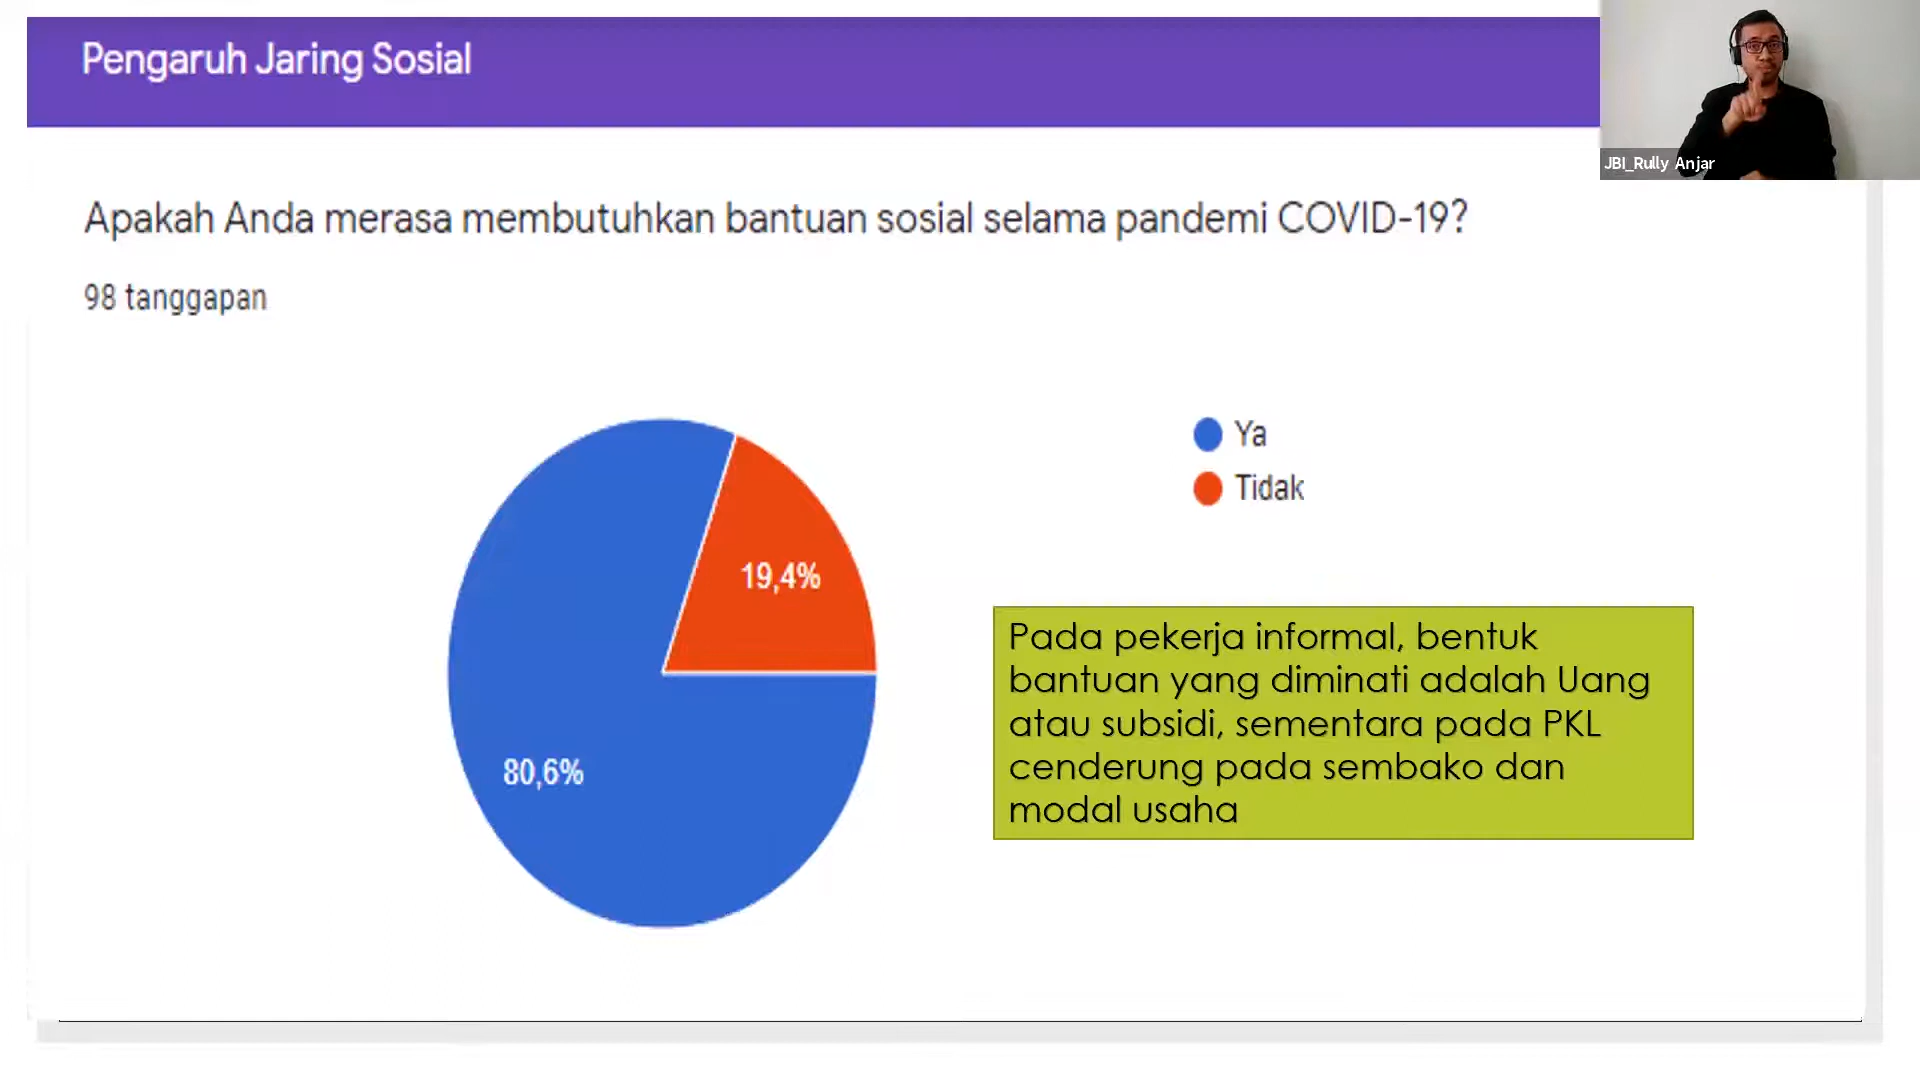 Pengaruh Jaring Sosial
JBI_Rully Anjar
Apakah Anda merasa membutuhkan bantuan sosial selama pandemi COVID-19?
98 tanggapan
Ya
Tidak
19,4%
80,6%
Pada pekerja informal, bentuk
bantuan yang diminati adalah Uang
atau subsidi, sementara pada PKL
cenderung pada sembako dan
modal usaha